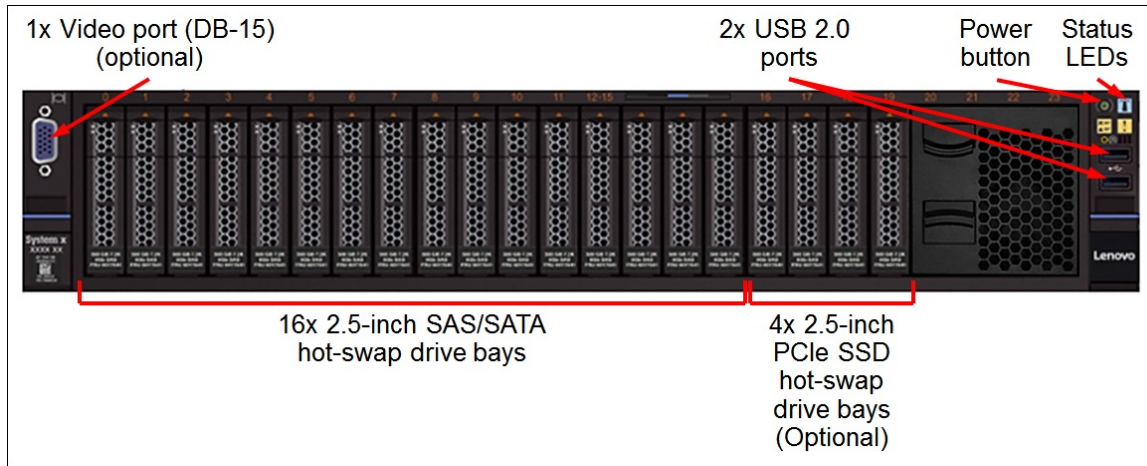 1x Video port (DB-15)
(optional)
2x USB 2.0
ports
Power
button
Status
LEDs
0 1 2 3 4 5 6 7 8 9 10 11 12-15 16 17 18 19 20 21 22 23
System x
XXXX XX
Lenovo
16x 2.5-inch SAS/SATA
hot-swap drive bays
4x 2.5-inch
PCIe SSD
hot-swap
drive bays
(Optional)